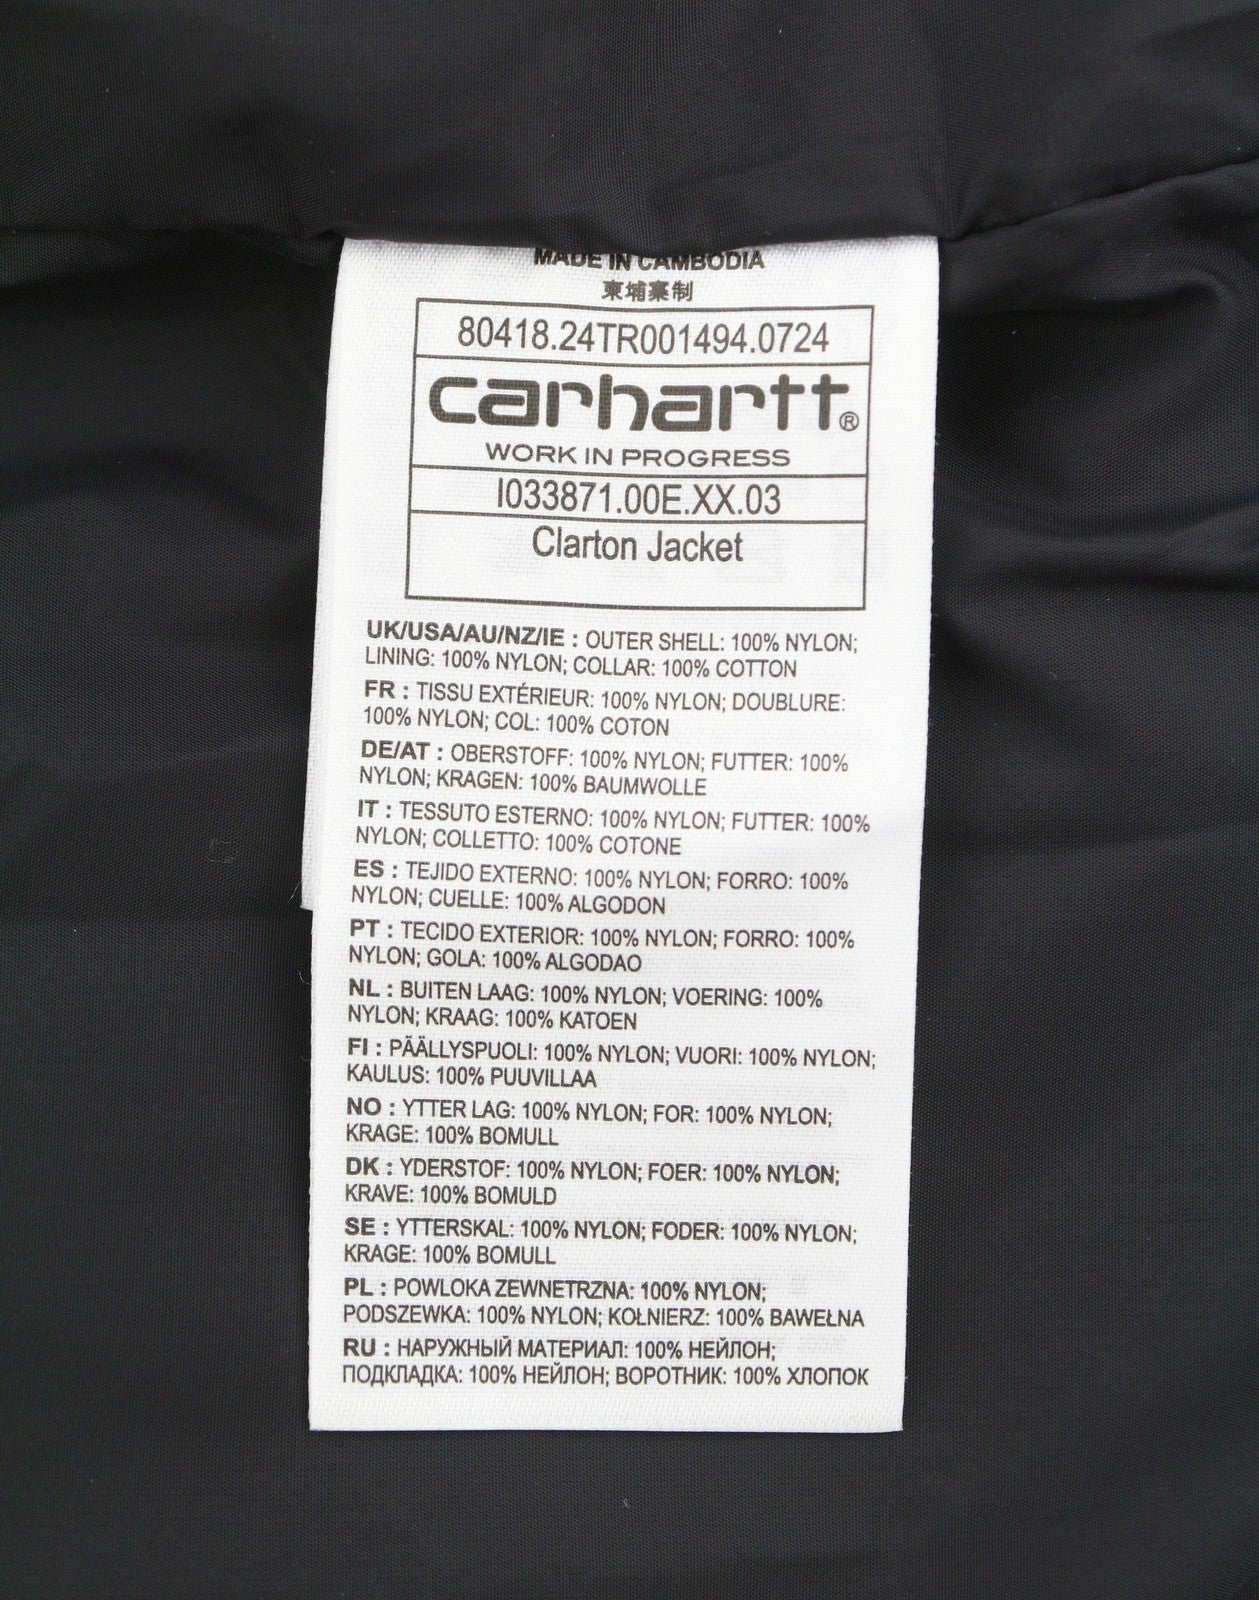 MADE IN CAMBODIA
柬埔寨制
80418.24TR001494.0724
carhartt®
WORK IN PROGRESS
I033871.00E.XX.03
Clarton Jacket
UK/USA/AU/NZ/IE : OUTER SHELL: 100% NYLON;
LINING: 100% NYLON; COLLAR: 100% COTTON
FR : TISSU EXTÉRIEUR: 100% NYLON; DOUBLURE:
100% NYLON; COL: 100% COTON
DE/AT : OBERSTOFF: 100% NYLON; FUTTER: 100%
NYLON; KRAGEN: 100% BAUMWOLLE
IT : TESSUTO ESTERNO: 100% NYLON; FUTTER: 100%
NYLON; COLLETTO: 100% COTONE
ES : TEJIDO EXTERNO: 100% NYLON; FORRO: 100%
NYLON; CUELLE: 100% ALGODON
PT : TECIDO EXTERIOR: 100% NYLON; FORRO: 100%
NYLON; GOLA: 100% ALGODAO
NL : BUITEN LAAG: 100% NYLON; VOERING: 100%
NYLON; KRAAG: 100% KATOEN
FI : PÄÄLLYSPUOLI: 100% NYLON; VUORI: 100% NYLON;
KAULUS: 100% PUUVILLAA
NO : YTTER LAG: 100% NYLON; FOR: 100% NYLON;
KRAGE: 100% BOMULL
DK : YDERSTOF: 100% NYLON; FOER: 100% NYLON;
KRAVE: 100% BOMULD
SE : YTTERSKAL: 100% NYLON; FODER: 100% NYLON;
KRAGE: 100% BOMULL
PL : POWLOKA ZEWNETRZNA: 100% NYLON;
PODSZEWKA: 100% NYLON; KOŁNIERZ: 100% BAWEŁNA
RU : НАРУЖНЫЙ МАТЕРИАЛ: 100% НЕЙЛОН;
ПОДКЛАДКА: 100% НЕЙЛОН; ВОРОТНИК: 100% ХЛОПОК